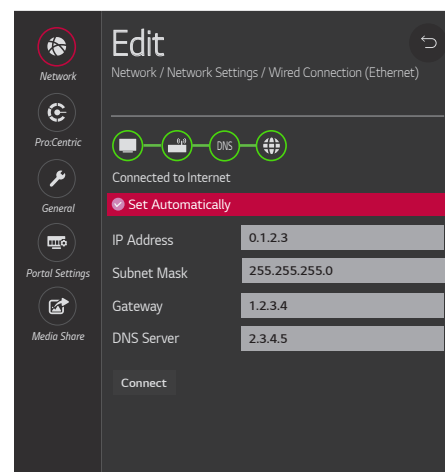 Edit
Network / Network Settings / Wired Connection (Ethernet)
Network
Pro:Centric
General
Portal Settings
Media Share
DNS
Connected to Internet
Set Automatically
IP Address 0.1.2.3
Subnet Mask 255.255.255.0
Gateway 1.2.3.4
DNS Server 2.3.4.5
Connect